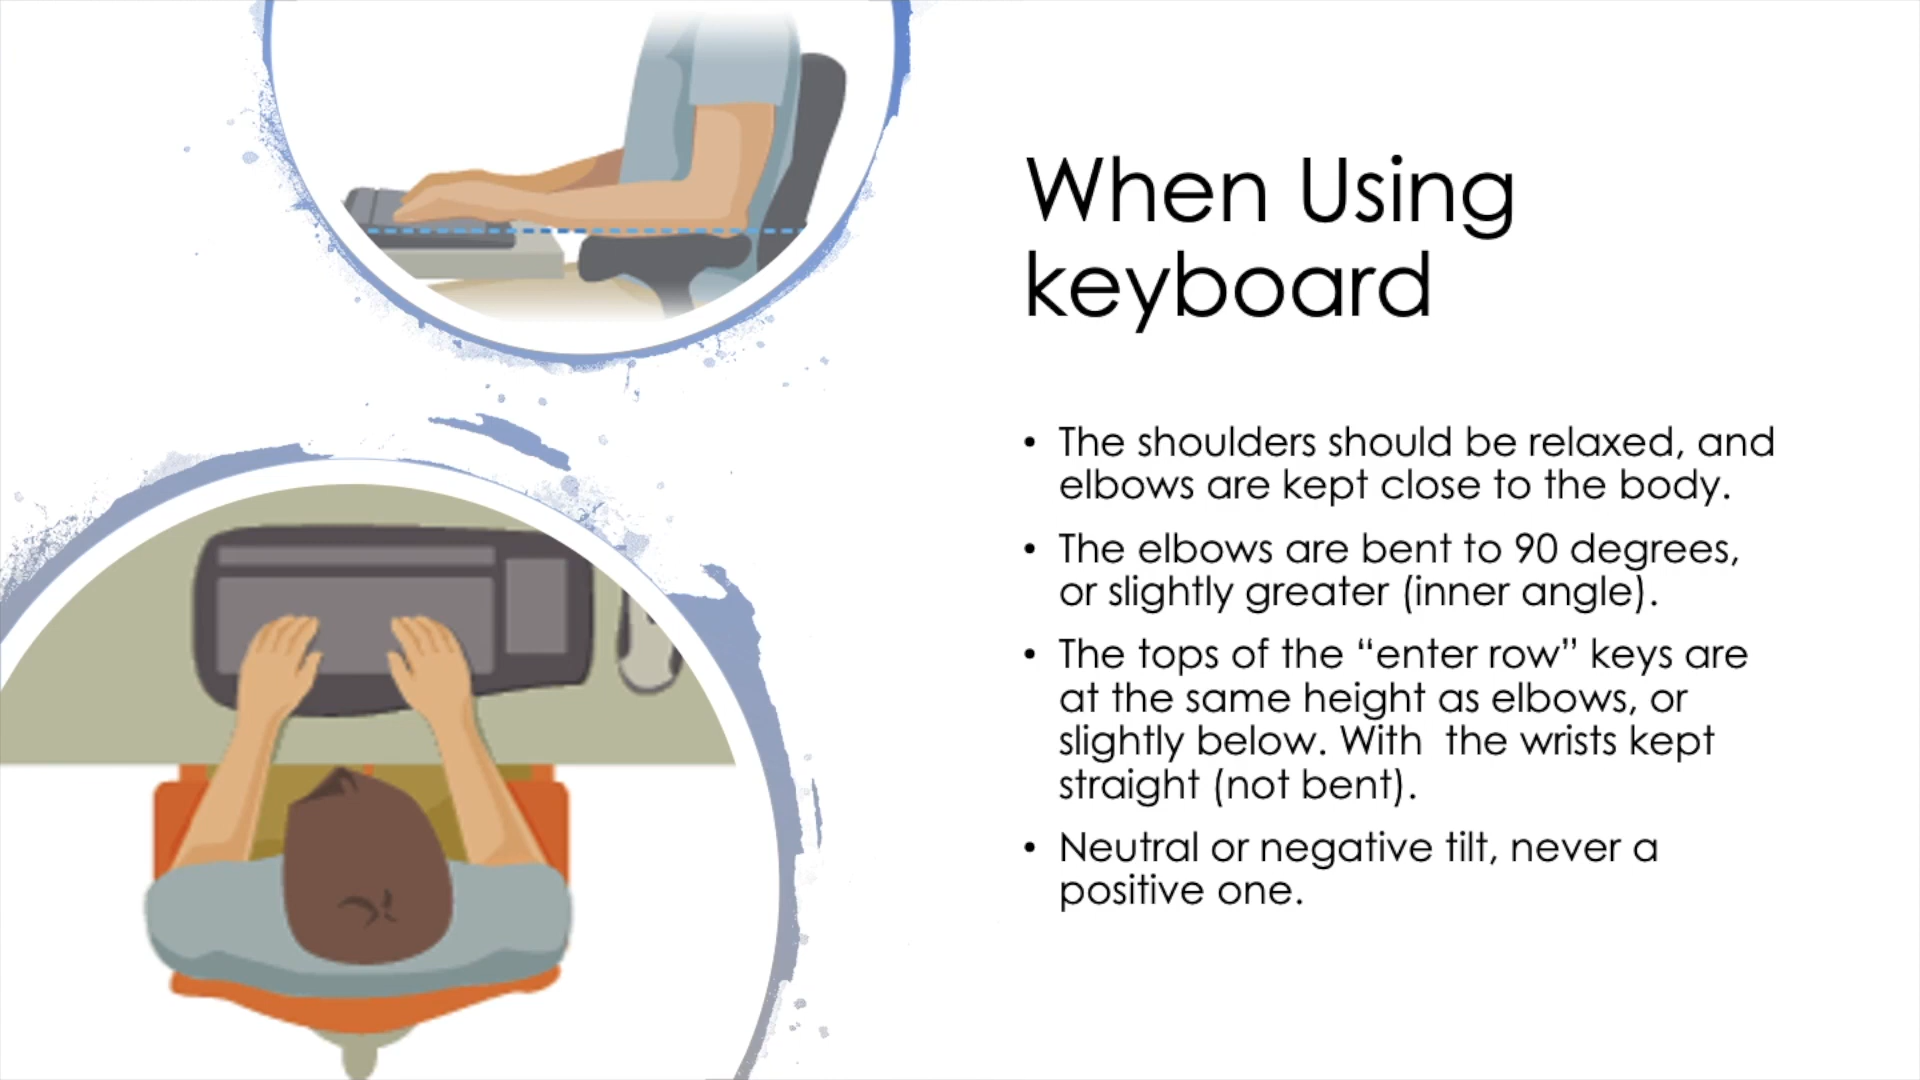 When Using
keyboard
• The shoulders should be relaxed, and
elbows are kept close to the body.
• The elbows are bent to 90 degrees,
or slightly greater (inner angle).
• The tops of the “enter row” keys are
at the same height as elbows, or
slightly below. With  the wrists kept
straight (not bent).
• Neutral or negative tilt, never a
positive one.